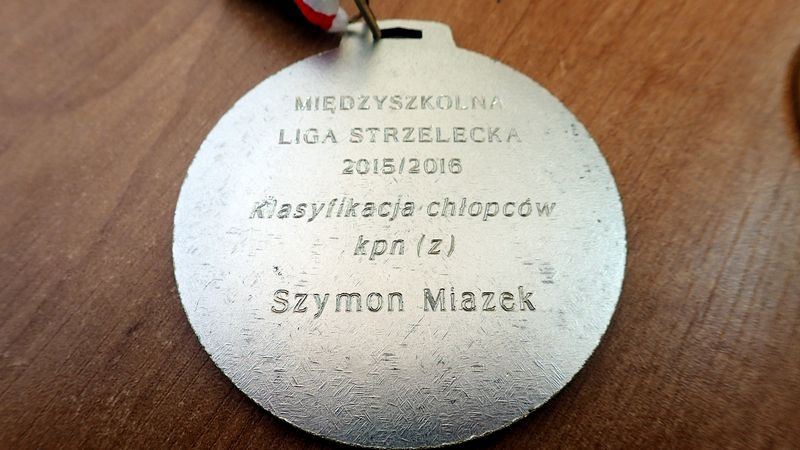 MIĘDZYSZKOLNA
LIGA STRZELECKA
2015/2016
Klasyfikacja chłopców
kpn (z)
Szymon Miazek